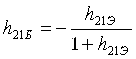 h₂₁Б = − h₂₁Э / (1 + h₂₁Э)